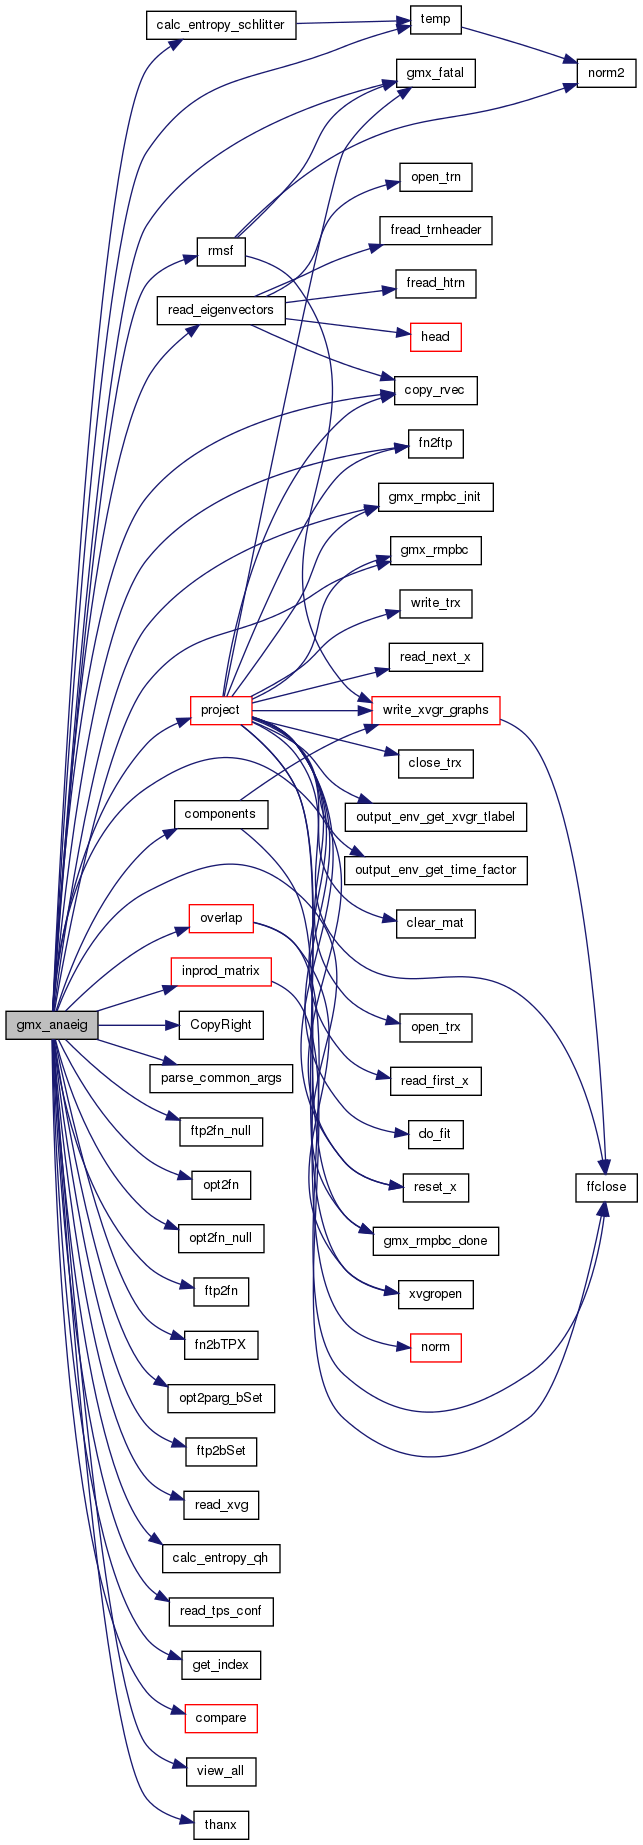 calc_entropy_schlitter
temp
norm2
gmx_fatal
open_trn
fread_trnheader
rmsf
fread_htrn
read_eigenvectors
head
copy_rvec
fn2ftp
gmx_rmpbc_init
gmx_rmpbc
write_trx
read_next_x
project
write_xvgr_graphs
close_trx
components
output_env_get_xvgr_tlabel
output_env_get_time_factor
overlap
clear_mat
inprod_matrix
gmx_anaeig
CopyRight
open_trx
parse_common_args
read_first_x
ftp2fn_null
do_fit
opt2fn
reset_x
ffclose
opt2fn_null
gmx_rmpbc_done
ftp2fn
xvgropen
fn2bTPX
norm
opt2parg_bSet
ftp2bSet
read_xvg
calc_entropy_qh
read_tps_conf
get_index
compare
view_all
thanx